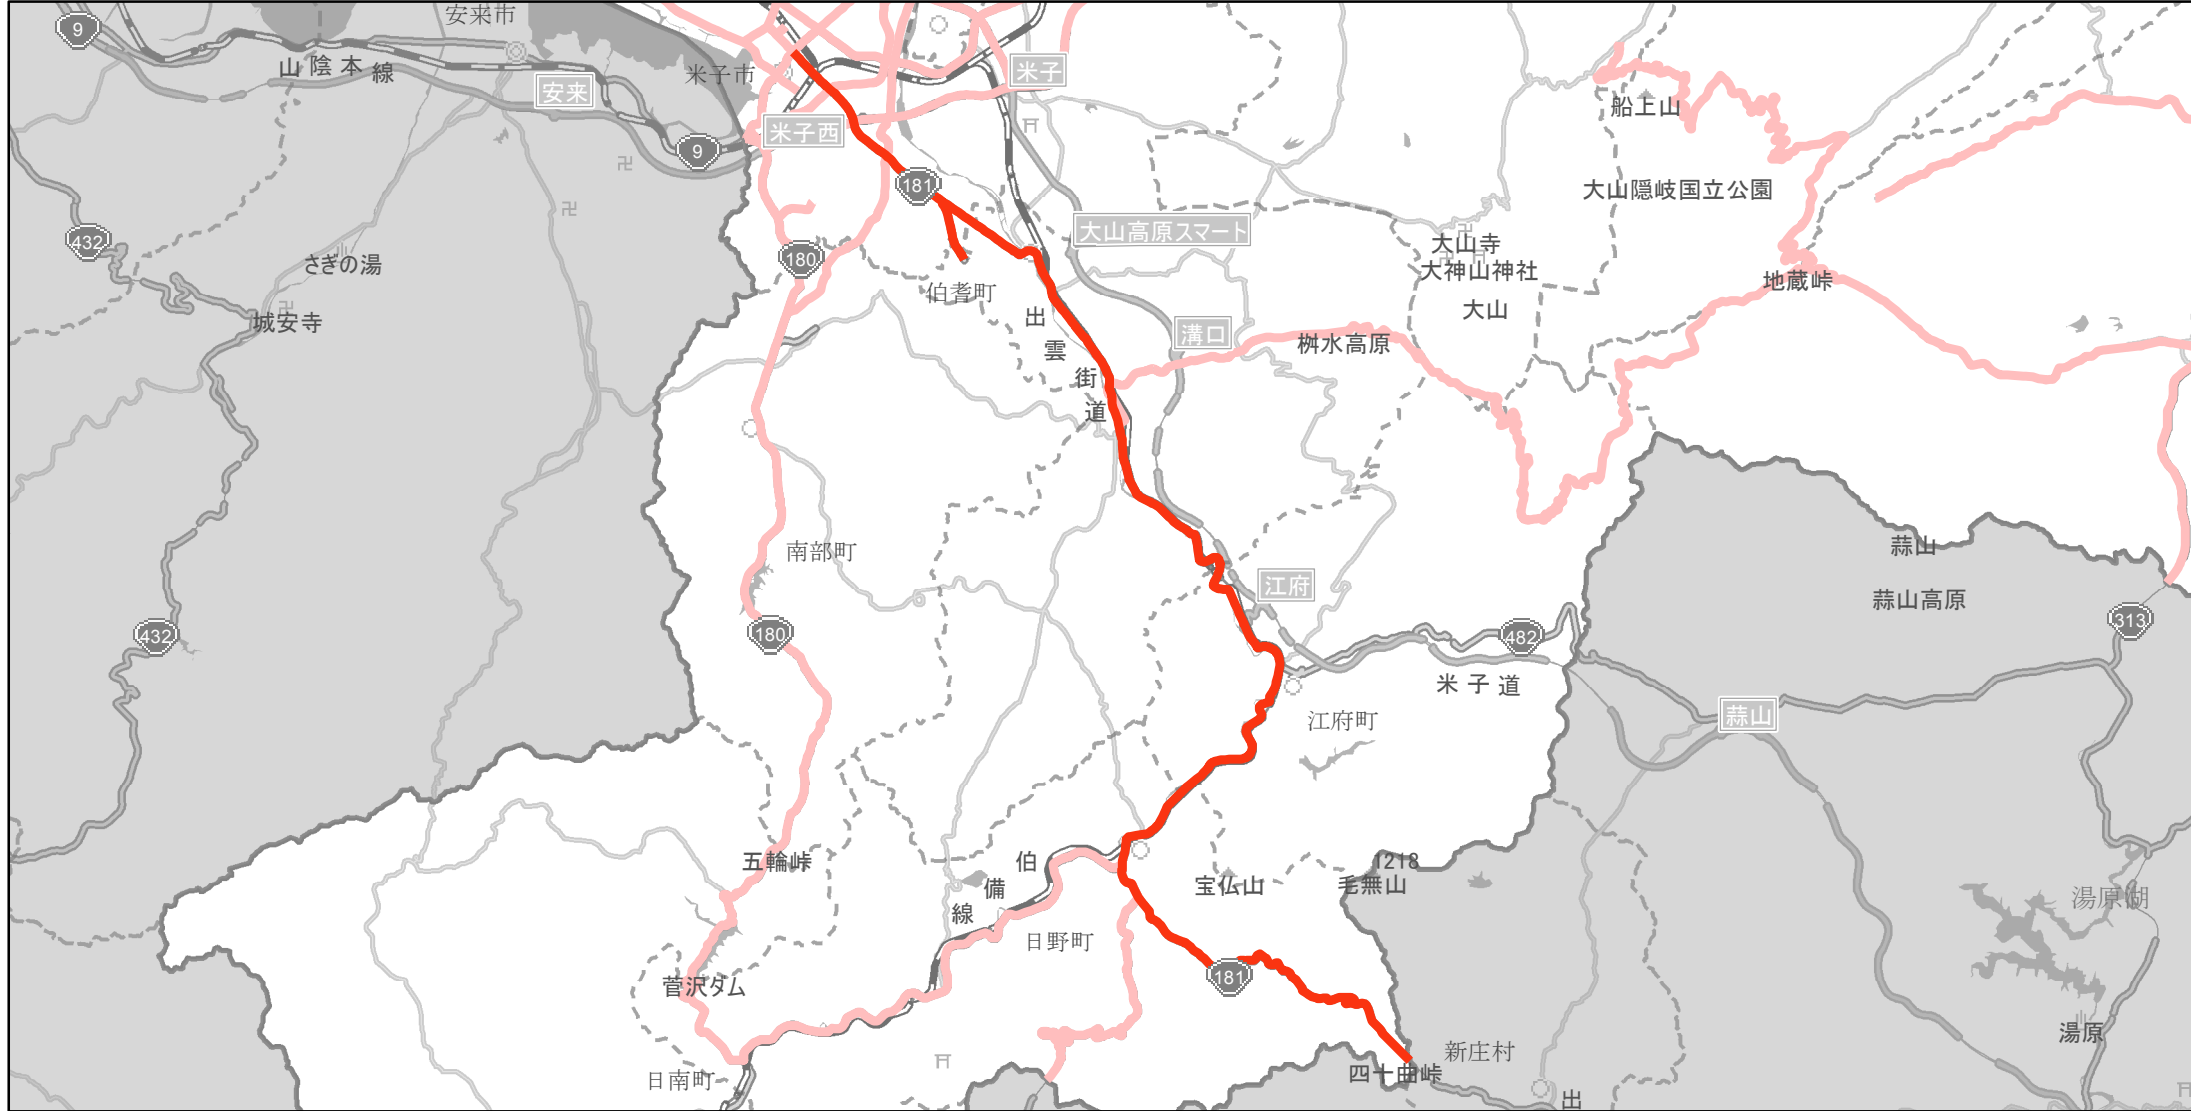 安来市
9
山陰本線
安来
米子市
米子
米子西
9
船上山
181
大山隠岐国立公園
432
大山高原スマート
大山寺
180
さぎの湯
大神山神社
地蔵峠
伯耆町
大山
城安寺
出雲街道
溝口
桝水高原
南部町
蒜山
江府
蒜山高原
432
180
482
313
米子道
江府町
蒜山
五輪峠
伯備線
1218
宝仏山
毛無山
湯原湖
日野町
181
菅沢ダム
湯原
新庄村
四十曲峠
日南町
出